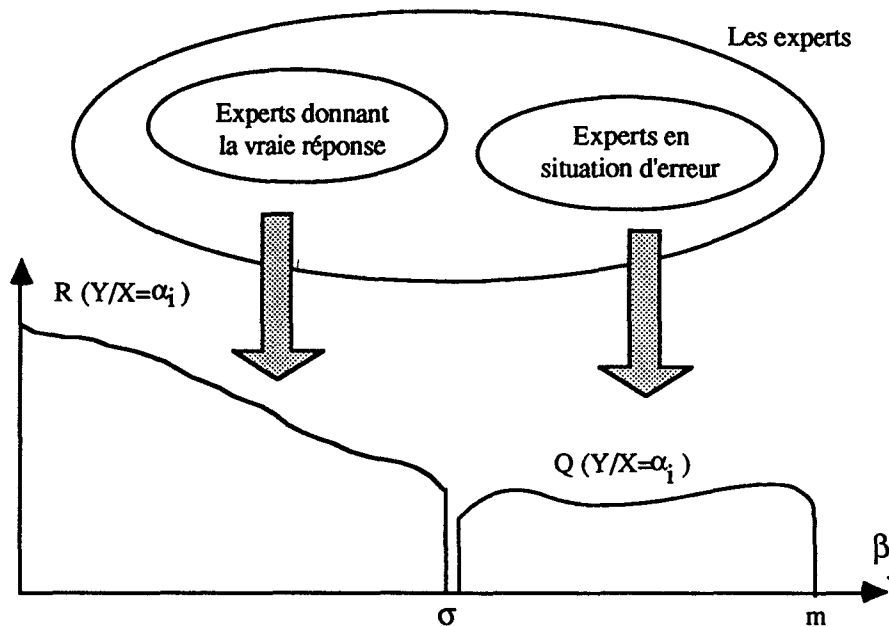 Les experts
Experts donnant
la vraie réponse
Experts en
situation d'erreur
R (Y/X=αi)
Q (Y/X=αi)
β
σ
m